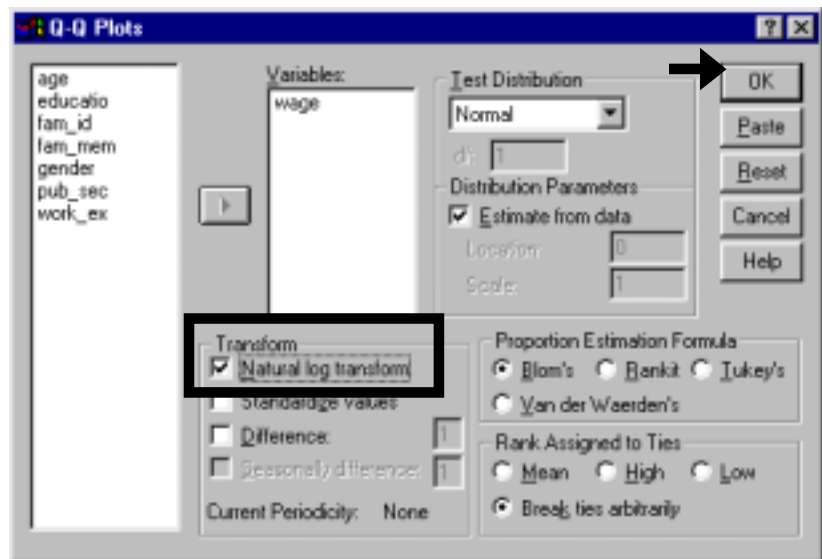 Q-Q Plots
age
educatio
fam_id
fam_mem
gender
pub_sec
work_ex
Variables:
wage
Test Distribution
Normal
df: 1
Distribution Parameters
Estimate from data
Location: 0
Scale: 1
OK
Paste
Reset
Cancel
Help
Transform
Natural log transform
Standardize values
Difference: 1
Seasonally difference: 1
Current Periodicity: None
Proportion Estimation Formula
Blom's Rankit Tukey's
Van der Waerden's
Rank Assigned to Ties
Mean High Low
Break ties arbitrarily